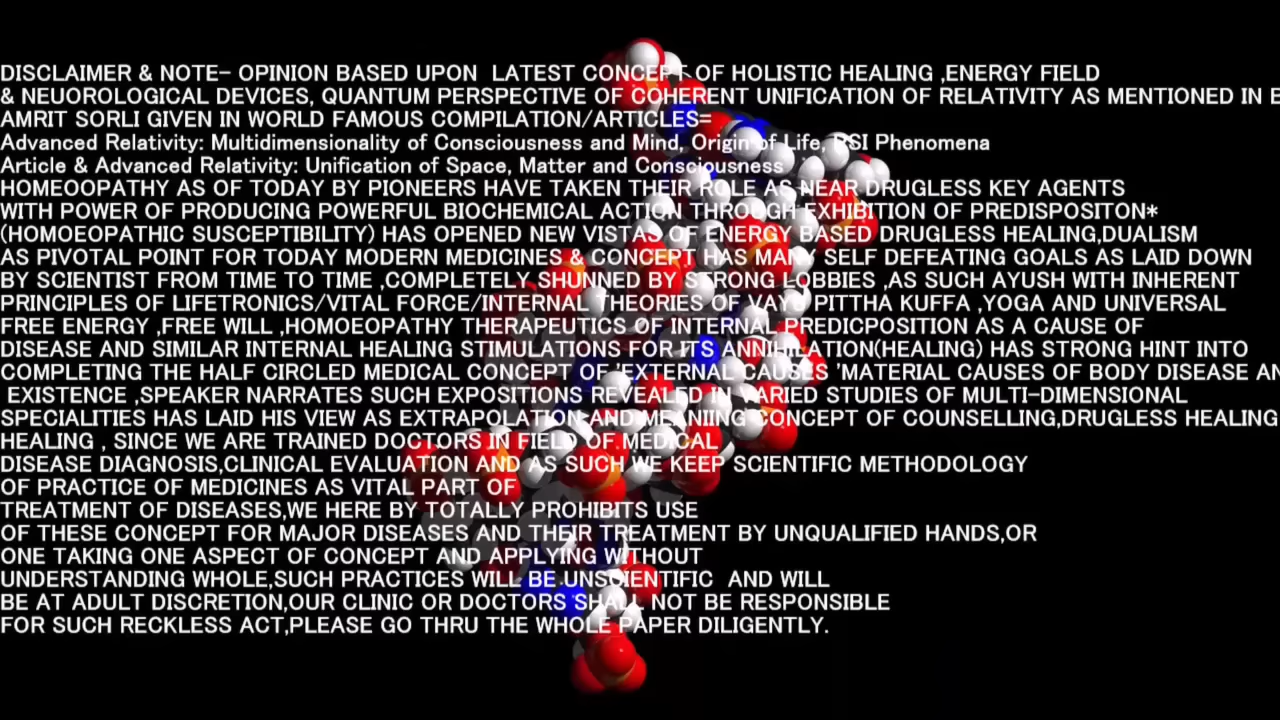 DISCLAIMER & NOTE- OPINION BASED UPON LATEST CONCEPT OF HOLISTIC HEALING ,ENERGY FIELD
& NEUOROLOGICAL DEVICES, QUANTUM PERSPECTIVE OF COHERENT UNIFICATION OF RELATIVITY AS MENTIONED IN
AMRIT SORLI GIVEN IN WORLD FAMOUS COMPILATION/ARTICLES=
Advanced Relativity: Multidimensionality of Consciousness and Mind, Origin of Life, PSI Phenomena
Article & Advanced Relativity: Unification of Space, Matter and Consciousness
HOMEOOPATHY AS OF TODAY BY PIONEERS HAVE TAKEN THEIR ROLE AS NEAR DRUGLESS KEY AGENTS
WITH POWER OF PRODUCING POWERFUL BIOCHEMICAL ACTION THROUGH EXHIBITION OF PREDISPOSITON*
(HOMOEOPATHIC SUSCEPTIBILITY) HAS OPENED NEW VISTAS OF ENERGY BASED DRUGLESS HEALING,DUALISM
AS PIVOTAL POINT FOR TODAY MODERN MEDICINES & CONCEPT HAS MANY SELF DEFEATING GOALS AS LAID DOWN
BY SCIENTIST FROM TIME TO TIME ,COMPLETELY SHUNNED BY STRONG LOBBIES ,AS SUCH AYUSH WITH INHERENT
PRINCIPLES OF LIFETRONICS/VITAL FORCE/INTERNAL THEORIES OF VAYU PITTHA KUFFA ,YOGA AND UNIVERSAL
FREE ENERGY ,FREE WILL ,HOMOEOPATHY THERAPEUTICS OF INTERNAL PREDICPOSITION AS A CAUSE OF
DISEASE AND SIMILAR INTERNAL HEALING STIMULATIONS FOR ITS ANNIHILATION(HEALING) HAS STRONG HINT INTO
COMPLETING THE HALF CIRCLED MEDICAL CONCEPT OF 'EXTERNAL CAUSES 'MATERIAL CAUSES OF BODY DISEASE
EXISTENCE ,SPEAKER NARRATES SUCH EXPOSITIONS REVEALED IN VARIED STUDIES OF MULTI-DIMENSIONAL
SPECIALITIES HAS LAID HIS VIEW AS EXTRAPOLATION AND MEANIING CONCEPT OF COUNSELLING,DRUGLESS HEALING
HEALING , SINCE WE ARE TRAINED DOCTORS IN FIELD OF MEDICAL
DISEASE DIAGNOSIS,CLINICAL EVALUATION AND AS SUCH WE KEEP SCIENTIFIC METHODOLOGY
OF PRACTICE OF MEDICINES AS VITAL PART OF
TREATMENT OF DISEASES,WE HERE BY TOTALLY PROHIBITS USE
OF THESE CONCEPT FOR MAJOR DISEASES AND THEIR TREATMENT BY UNQUALIFIED HANDS,OR
ONE TAKING ONE ASPECT OF CONCEPT AND APPLYING WITHOUT
UNDERSTANDING WHOLE,SUCH PRACTICES WILL BE UNSCIENTIFIC AND WILL
BE AT ADULT DISCRETION,OUR CLINIC OR DOCTORS SHALL NOT BE RESPONSIBLE
FOR SUCH RECKLESS ACT,PLEASE GO THRU THE WHOLE PAPER DILIGENTLY.